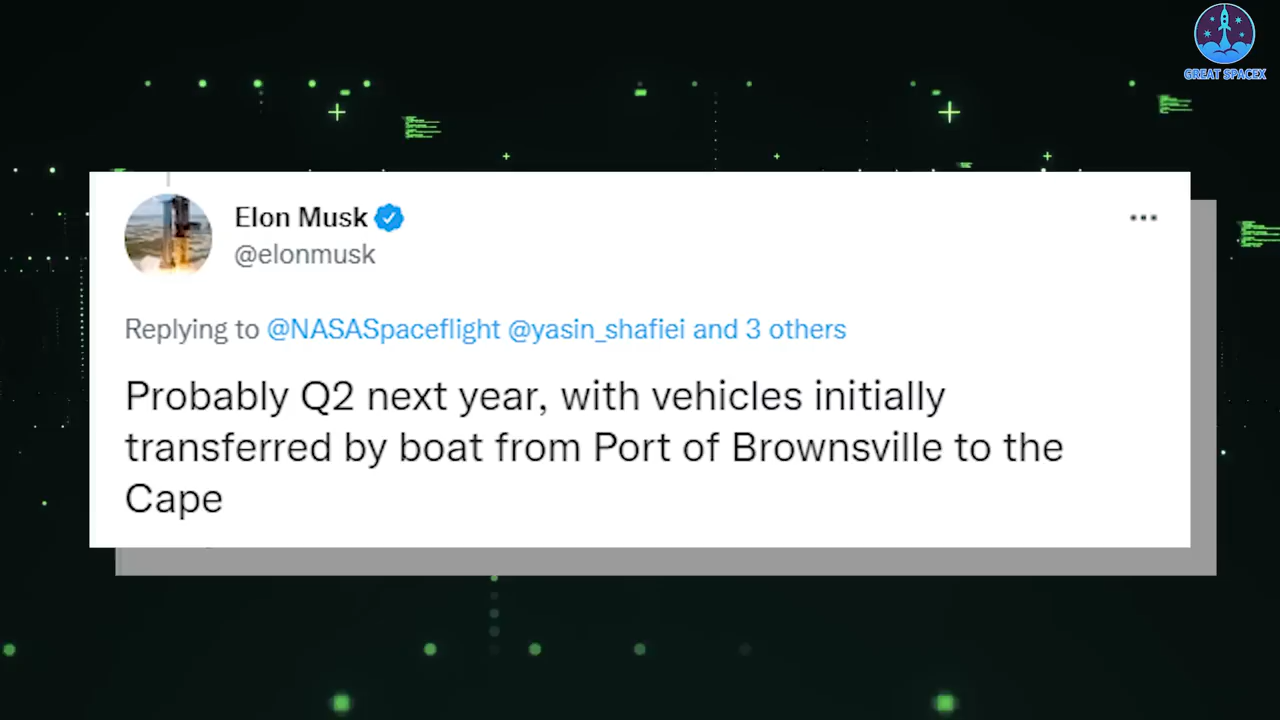 GREAT SPACEX
Elon Musk
@elonmusk
Replying to @NASASpaceflight @yasin_shafiei and 3 others
Probably Q2 next year, with vehicles initially
transferred by boat from Port of Brownsville to the
Cape